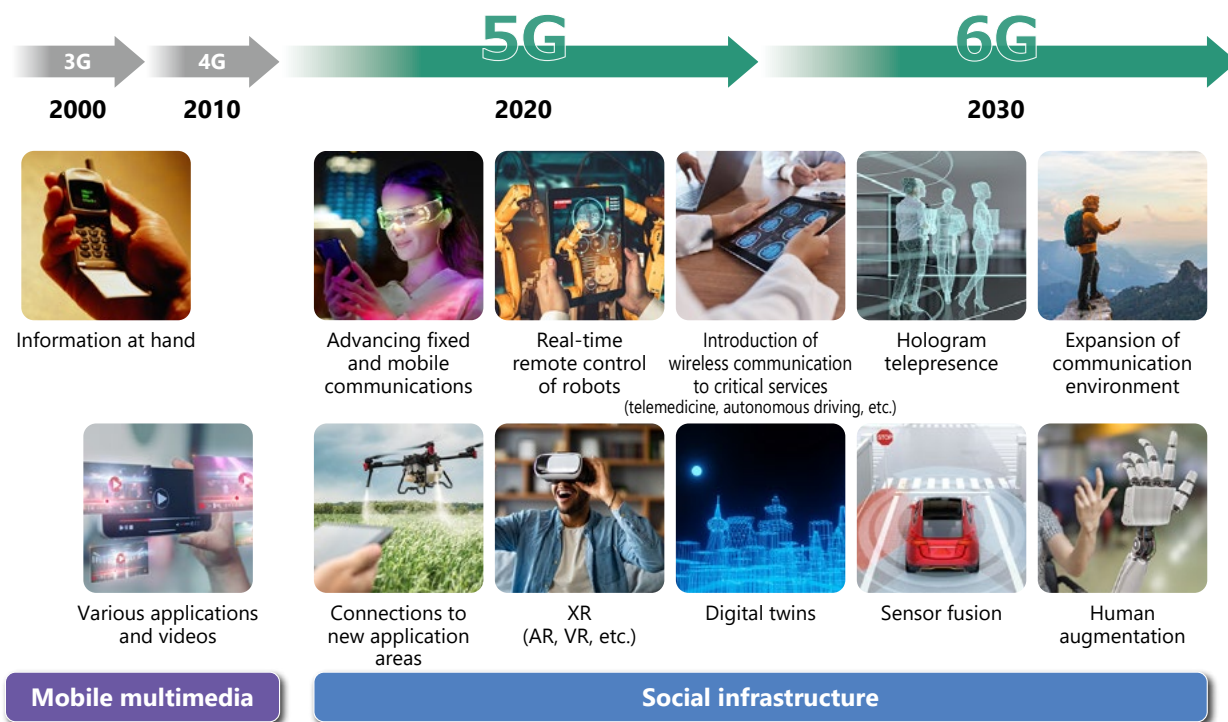 3G
4G
5G
6G
2000
2010
2020
2030
Information at hand
Advancing fixed
and mobile
communications
Real-time
remote control
of robots
Introduction of
wireless communication
to critical services
(telemedicine, autonomous driving, etc.)
Hologram
telepresence
Expansion of
communication
environment
STOP
Various applications
and videos
Connections to
new application
areas
XR
(AR, VR, etc.)
Digital twins
Sensor fusion
Human
augmentation
Mobile multimedia
Social infrastructure